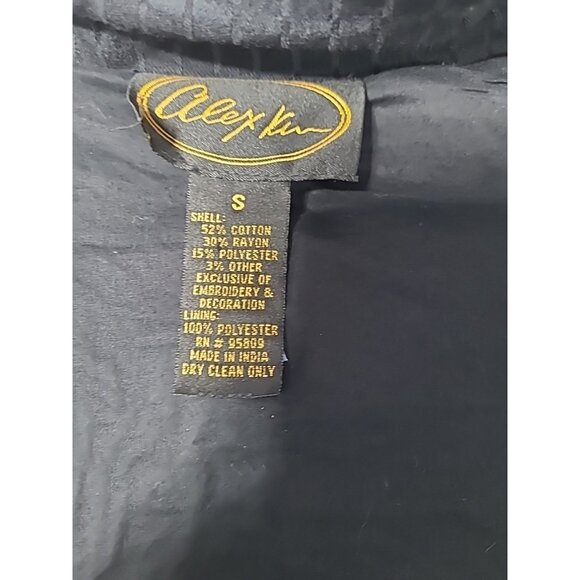 Alex Kim
S
SHELL:
52% COTTON
30% RAYON
15% POLYESTER
3% OTHER
EXCLUSIVE OF
EMBROIDERY &
DECORATION
LINING:
100% POLYESTER
RN # 95809
MADE IN INDIA
DRY CLEAN ONLY